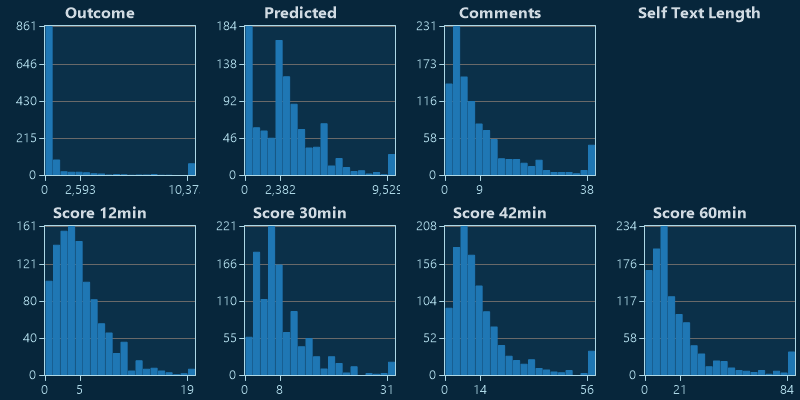 Outcome
861
646
430
215
0
0 2,593 10,37
Predicted
184
138
92
46
0
0 2,382 9,529
Comments
231
173
116
58
0
0 9 38
Self Text Length
Score 12min
161
121
80
40
0
0 5 19
Score 30min
221
166
110
55
0
0 8 31
Score 42min
208
156
104
52
0
0 14 56
Score 60min
234
176
117
58
0
0 21 84